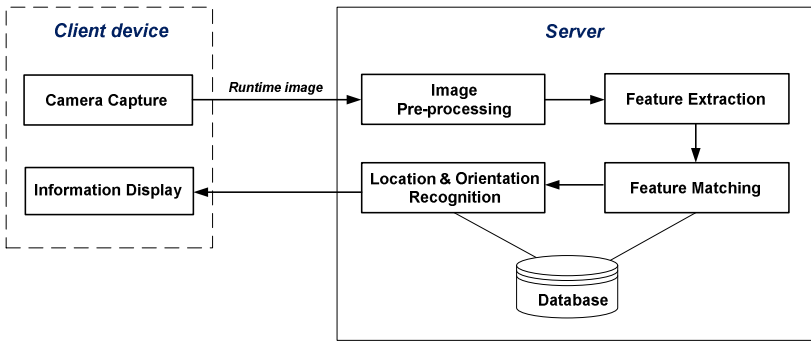 Client device
Server
Camera Capture
Runtime image
Image
Pre-processing
Feature Extraction
Information Display
Location & Orientation
Recognition
Feature Matching
Database